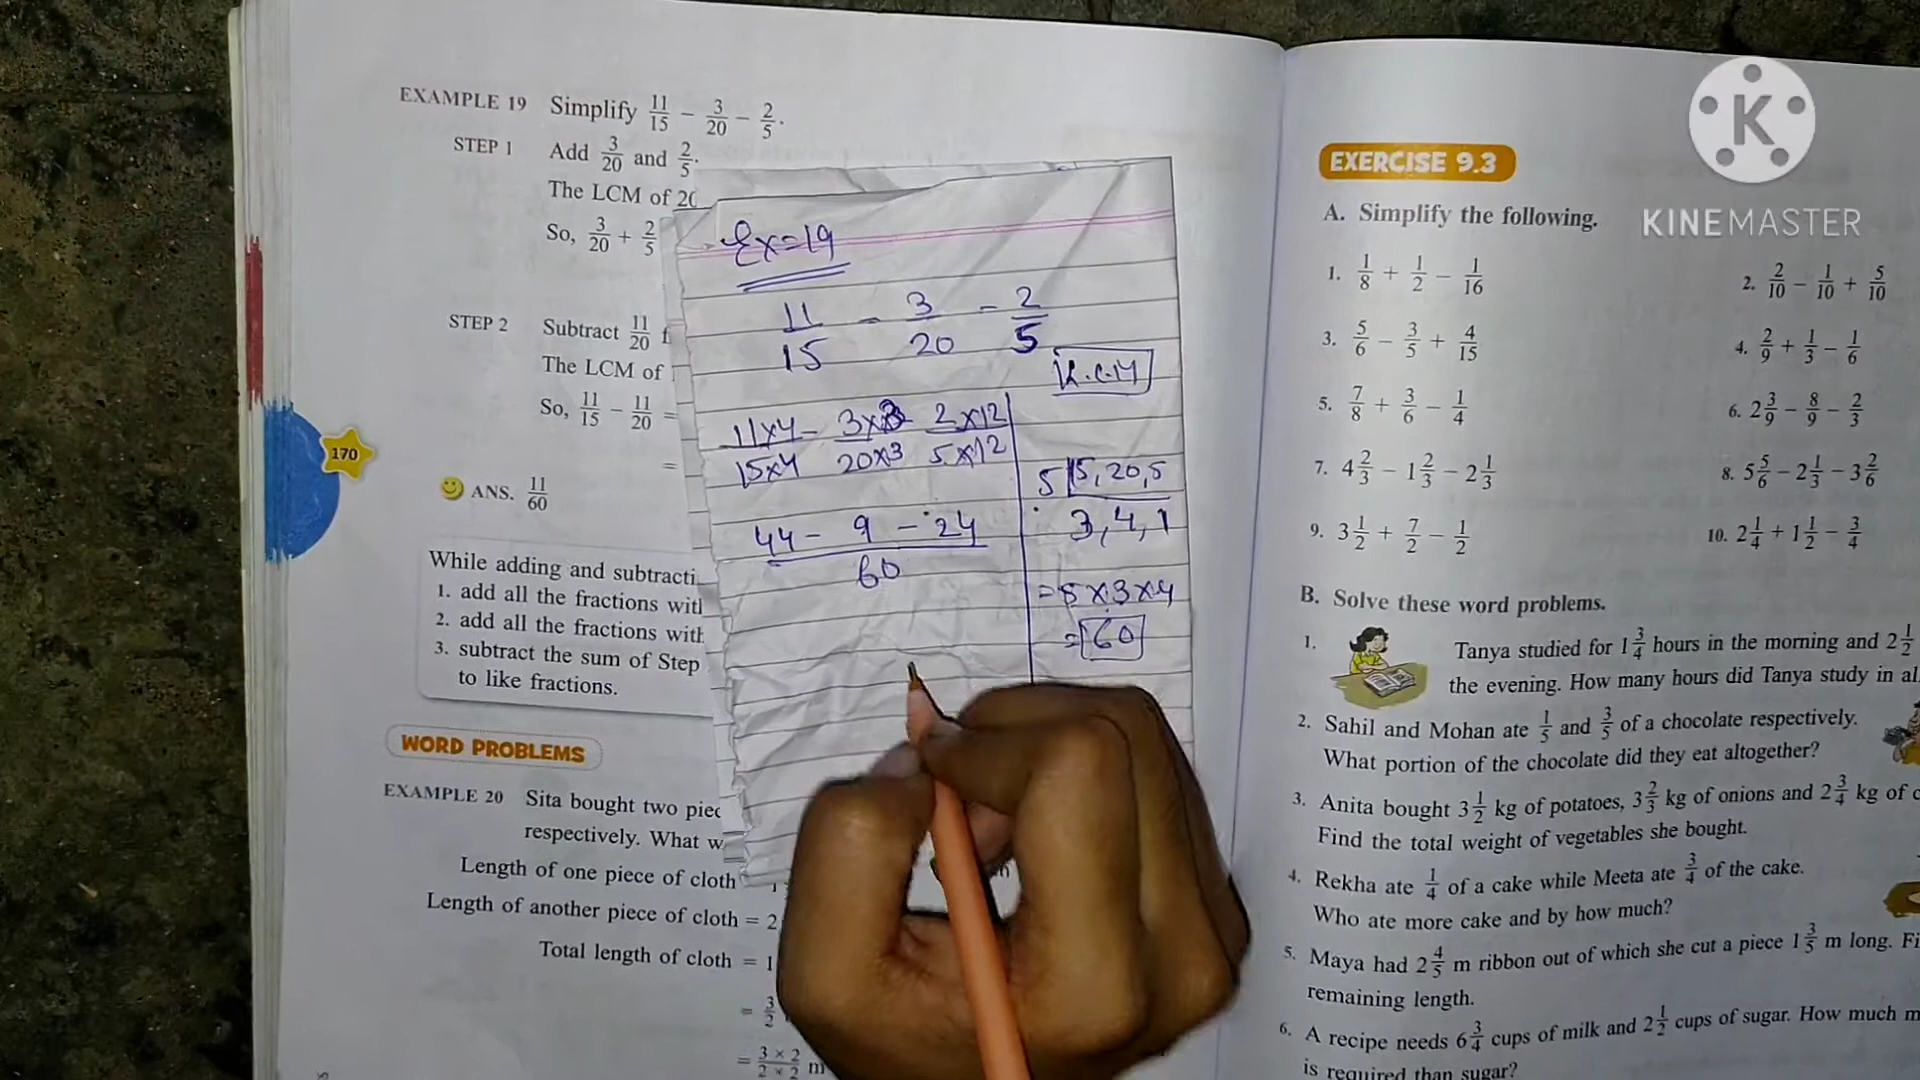 EXAMPLE 19 Simplify 11/15 - 3/20 - 2/5.
STEP 1 Add 3/20 and 2/5.
The LCM of 20
So, 3/20 + 2/5
STEP 2 Subtract 11/20 f
The LCM of
So, 11/15 - 11/20 =
=
170
ANS. 11/60
While adding and subtracti
1. add all the fractions with
2. add all the fractions with
3. subtract the sum of Step
to like fractions.
WORD PROBLEMS
EXAMPLE 20 Sita bought two piec
respectively. What w
Length of one piece of cloth
Length of another piece of cloth = 2
Total length of cloth = 1
= 3/2
= 3 × 2/2 × 2 m
Ex=19
11/15 - 3/20 - 2/5
L.C.M
11x4/15x4 - 3x3/20x3 - 2x12/5x12
44 - 9 - 24/60
5 | 15, 20, 5
3, 4, 1
= 5 x 3 x 4
= 60
KINEMASTER
EXERCISE 9.3
A. Simplify the following.
1. 1/8 + 1/2 - 1/16
2. 2/10 - 1/10 + 5/10
3. 5/6 - 3/5 + 4/15
4. 2/9 + 1/3 - 1/6
5. 7/8 + 3/6 - 1/4
6. 2 3/9 - 8/9 - 2/3
7. 4 2/3 - 1 2/3 - 2 1/3
8. 5 5/6 - 2 1/3 - 3 2/6
9. 3 1/2 + 7/2 - 1/2
10. 2 1/4 + 1 1/2 - 3/4
B. Solve these word problems.
1. Tanya studied for 1 3/4 hours in the morning and 2 1/2
the evening. How many hours did Tanya study in al
2. Sahil and Mohan ate 1/5 and 3/5 of a chocolate respectively.
What portion of the chocolate did they eat altogether?
3. Anita bought 3 1/2 kg of potatoes, 3 2/3 kg of onions and 2 3/4 kg of c
Find the total weight of vegetables she bought.
4. Rekha ate 1/4 of a cake while Meeta ate 3/4 of the cake.
Who ate more cake and by how much?
5. Maya had 2 4/5 m ribbon out of which she cut a piece 1 3/5 m long. Fi
remaining length.
6. A recipe needs 6 3/4 cups of milk and 2 1/2 cups of sugar. How much m
is required than sugar?